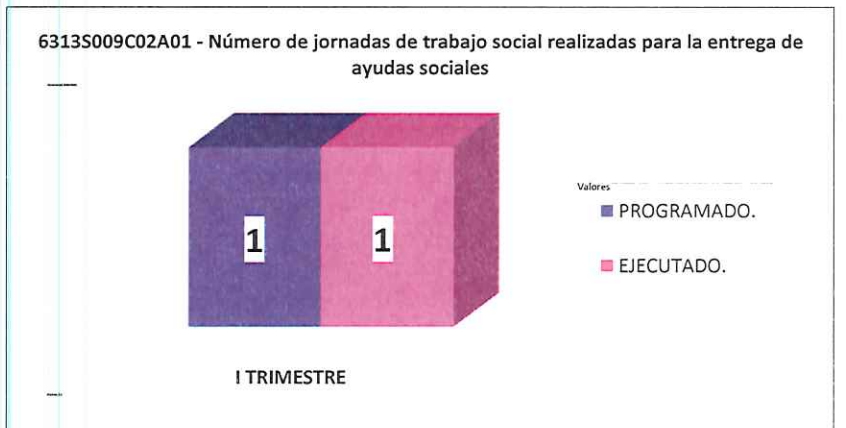 6313S009C02A01 - Número de jornadas de trabajo social realizadas para la entrega de
ayudas sociales
1
1
Valores
PROGRAMADO.
EJECUTADO.
I TRIMESTRE